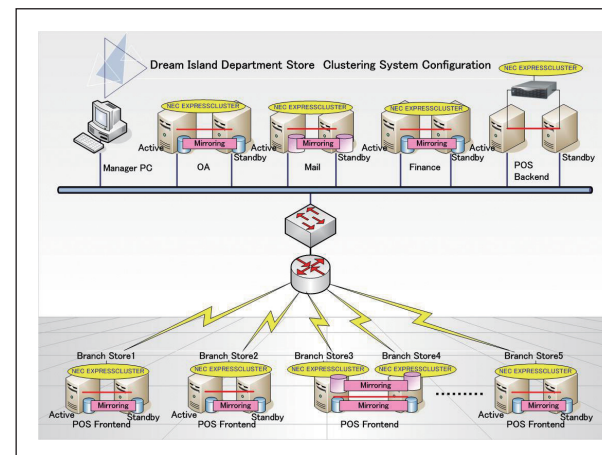 Dream Island Department Store Clustering System Configuration
NEC EXPRESSCLUSTER
NEC EXPRESSCLUSTER
NEC EXPRESSCLUSTER
NEC EXPRESSCLUSTER
Manager PC
Active
Mirroring
Standby
OA
Active
Mirroring
Standby
Mail
Active
Mirroring
Standby
Finance
POS
Backend
Standby
Branch Store1
NEC EXPRESSCLUSTER
Active
Mirroring
Standby
POS Frontend
Branch Store2
NEC EXPRESSCLUSTER
Active
Mirroring
Standby
POS Frontend
Branch Store3
NEC EXPRESSCLUSTER
Branch Store4
NEC EXPRESSCLUSTER
Mirroring
Mirroring
POS Frontend
Branch Store5
NEC EXPRESSCLUSTER
Active
Mirroring
Standby
POS Frontend